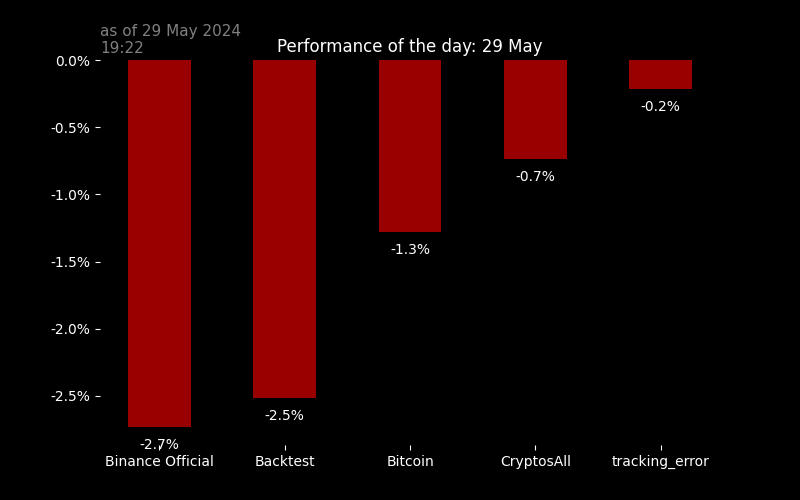 as of 29 May 2024
19:22
Performance of the day: 29 May
0.0%
-0.5%
-1.0%
-1.5%
-2.0%
-2.5%
-2.7%
-2.5%
-1.3%
-0.7%
-0.2%
Binance Official
Backtest
Bitcoin
CryptosAll
tracking_error